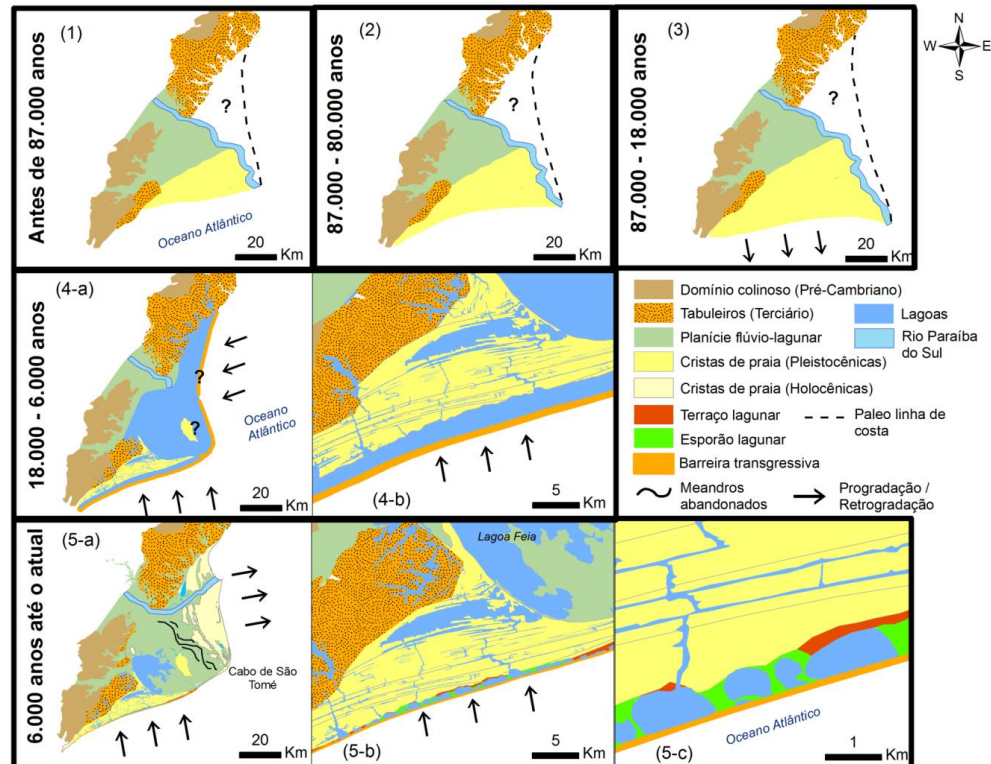 Antes de 87.000 anos
(1)
?
Oceano Atlântico
20
Km
87.000 - 80.000 anos
(2)
?
20
Km
87.000 - 18.000 anos
(3)
?
20
Km
N
W E
S
18.000 - 6.000 anos
(4-a)
?
?
Oceano
Atlântico
20
Km
(4-b)
5
Km
Domínio colinoso (Pré-Cambriano)
Tabuleiros (Terciário)
Planície flúvio-lagunar
Cristas de praia (Pleistocênicas)
Cristas de praia (Holocênicas)
Terraço lagunar
Esporão lagunar
Barreira transgressiva
Meandros
abandonados
Lagoas
Rio Paraíba
do Sul
Paleo linha de
costa
Progradação /
Retrogradação
6.000 anos até o atual
(5-a)
Cabo de São
Tomé
20
Km
Lagoa Feia
(5-b)
5
Km
Oceano Atlântico
(5-c)
1
Km